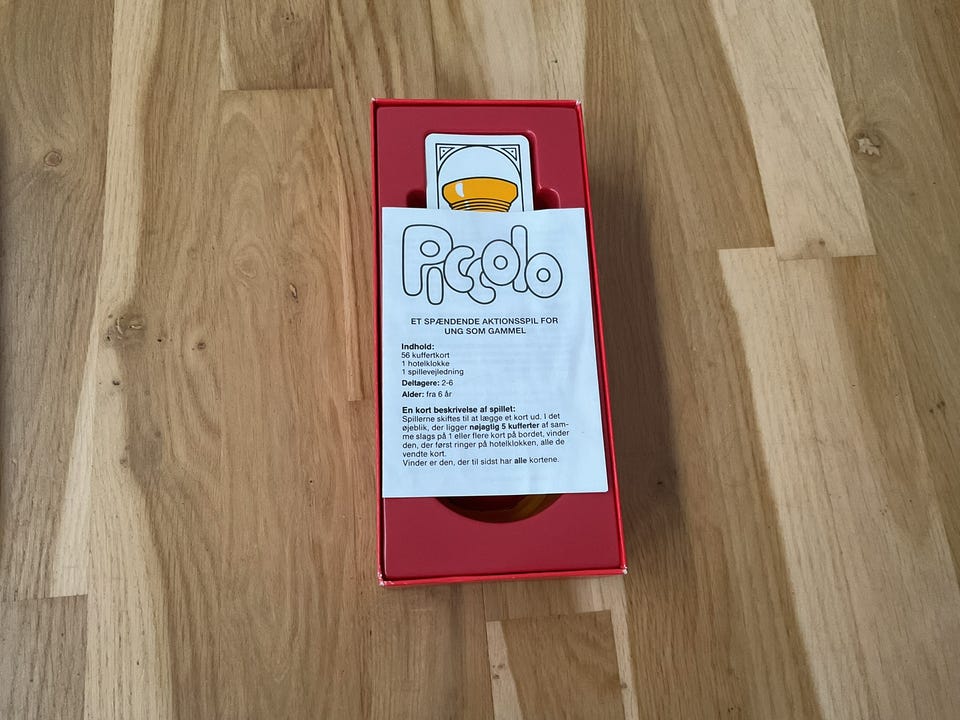 Piccolo
ET SPÆNDENDE AKTIONSSPIL FOR
UNG SOM GAMMEL
Indhold:
56 kuffertkort
1 hotelklokke
1 spillevejledning
Deltagere: 2-6
Alder: fra 6 år
En kort beskrivelse af spillet:
Spillerne skiftes til at lægge et kort ud. I det
øjeblik, der ligger nøjagtig 5 kufferter af sam-
me slags på 1 eller flere kort på bordet, vinder
den, der først ringer på hotelklokken, alle de
vendte kort.
Vinder er den, der til sidst har alle kortene.